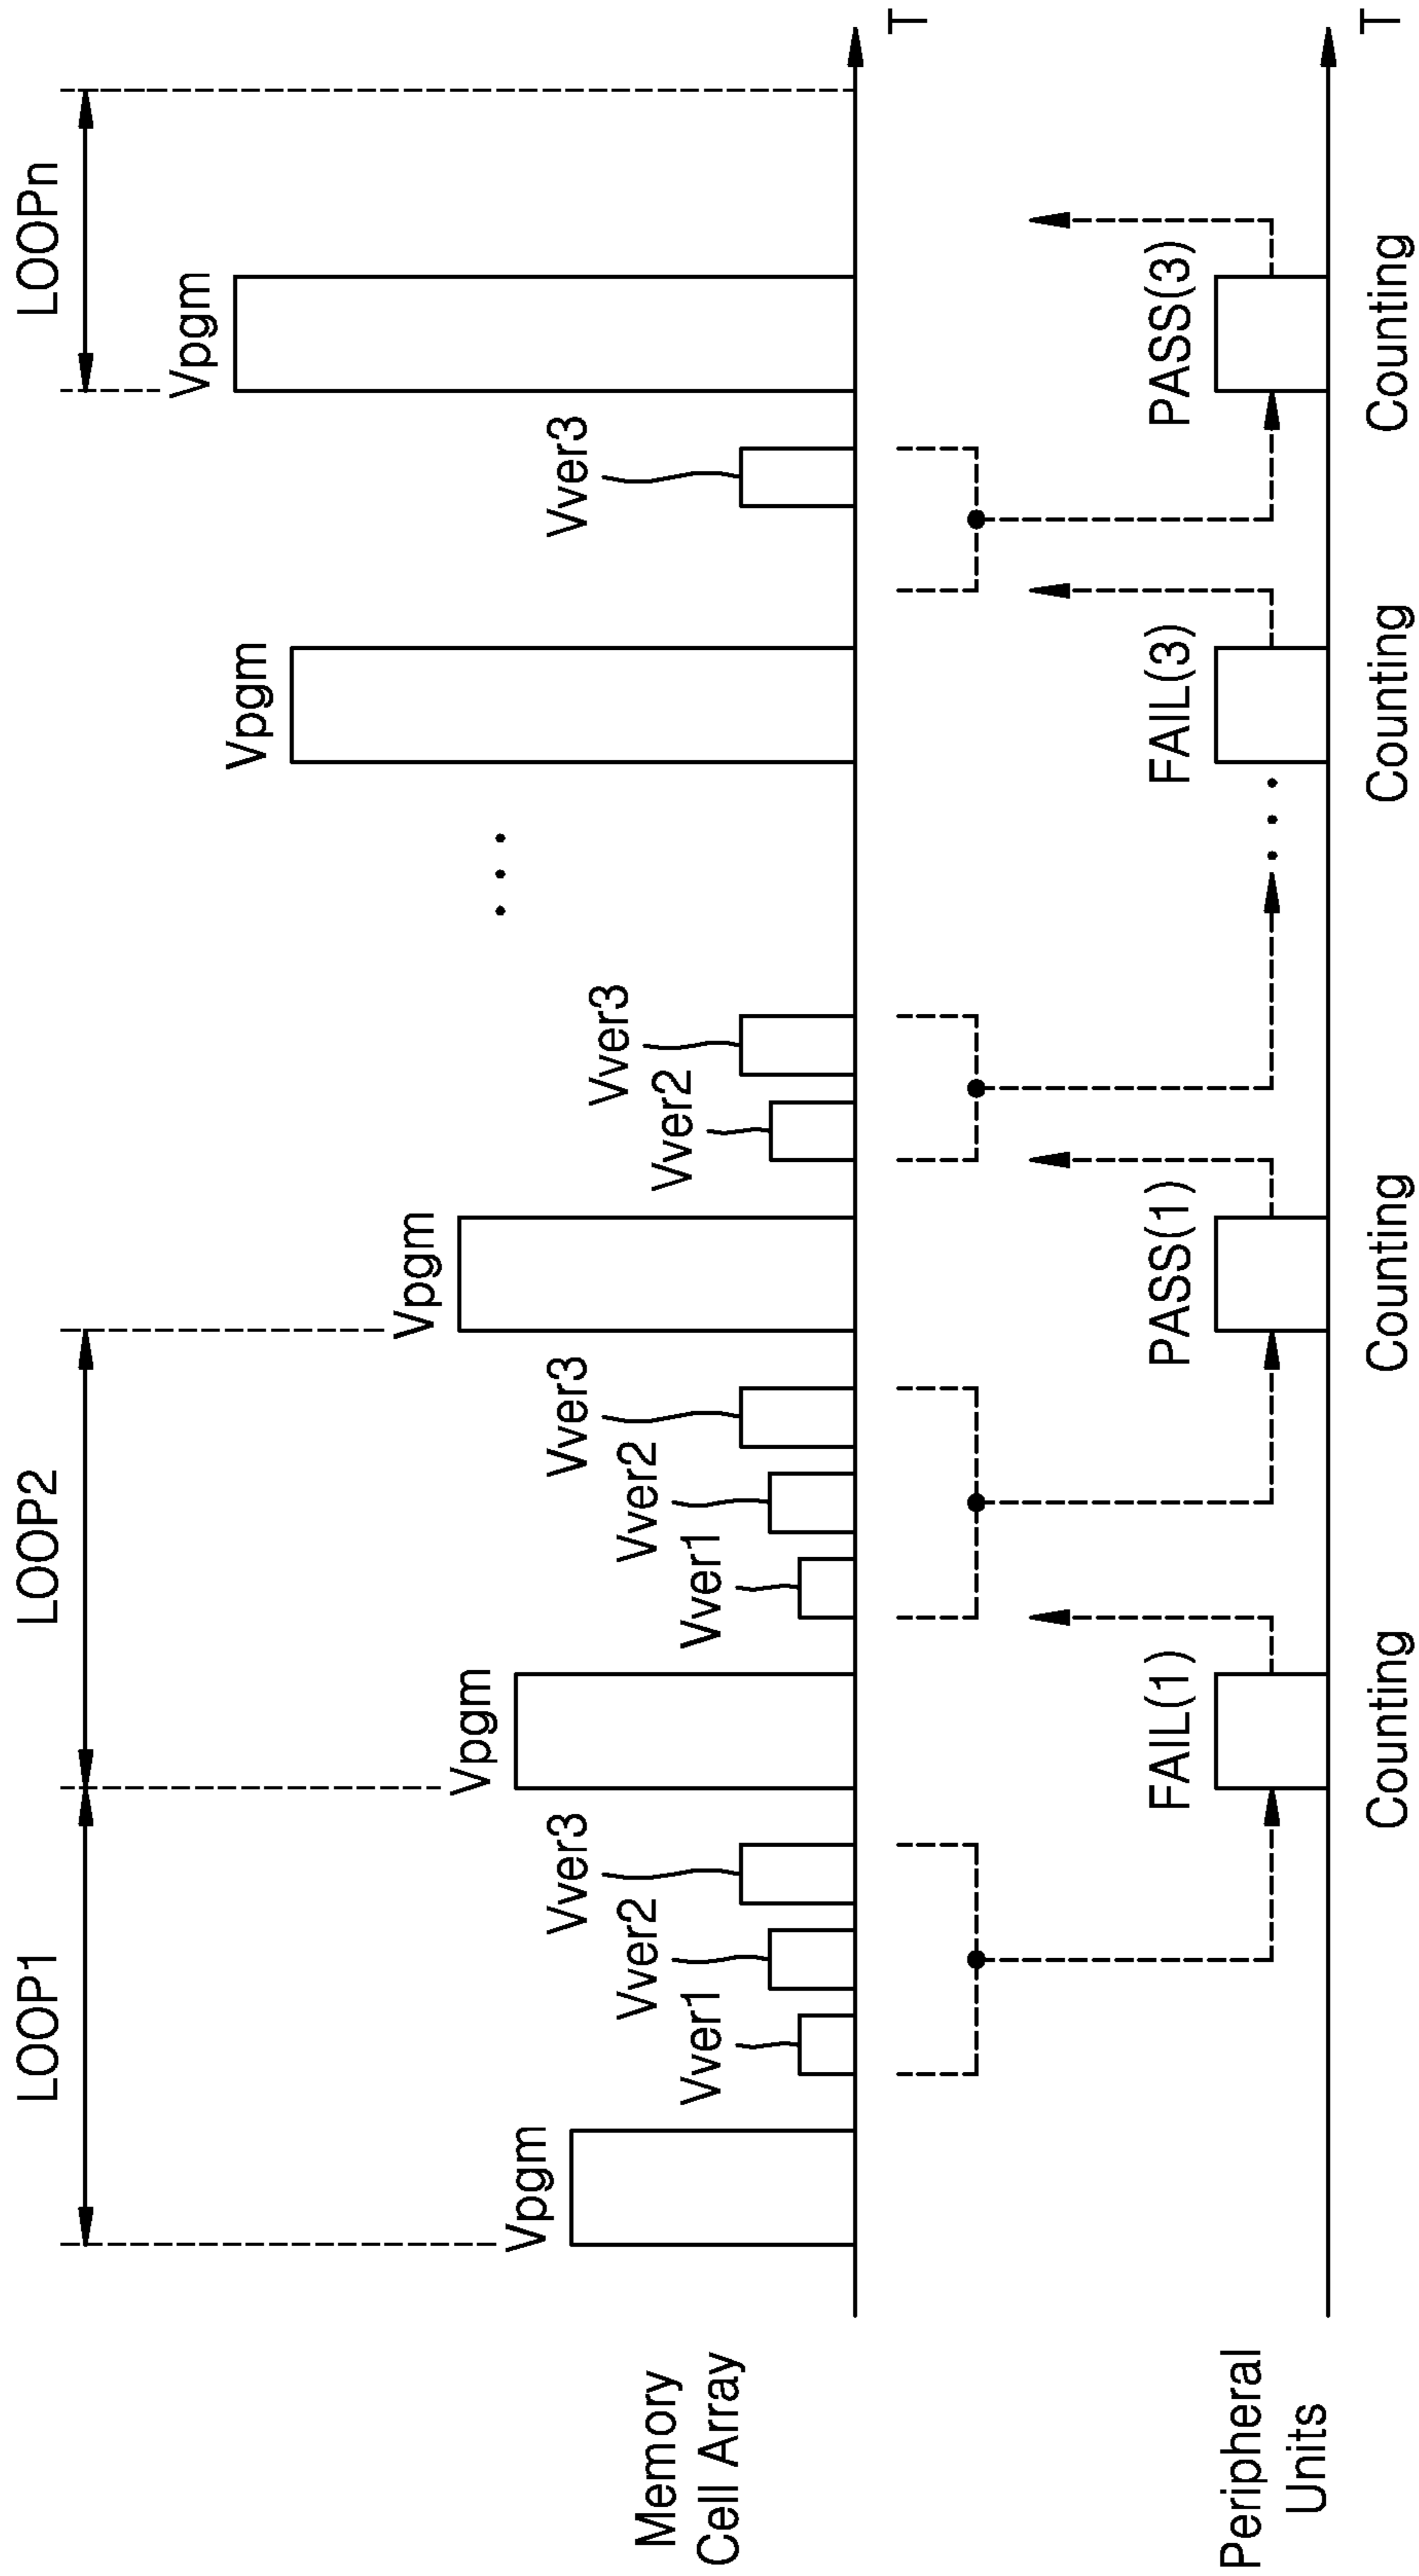 LOOP1
LOOP2
LOOPn
Memory
Cell Array
Vpgm
Vver1
Vver2
Vver3
Vpgm
Vver1
Vver2
Vver3
Vpgm
Vver2
Vver3
. . .
Vpgm
Vver3
Vpgm
T
Peripheral
Units
FAIL(1)
PASS(1)
. . .
FAIL(3)
PASS(3)
T
Counting
Counting
Counting
Counting